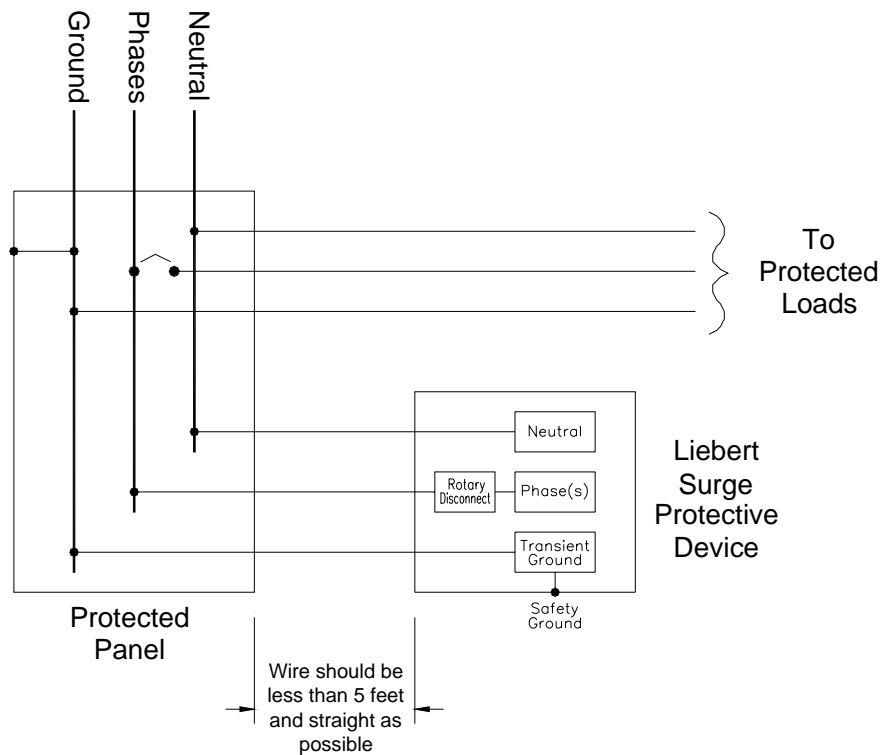 Ground
Phases
Neutral
To
Protected
Loads
Neutral
Rotary
Disconnect
Phase(s)
Transient
Ground
Safety
Ground
Liebert
Surge
Protective
Device
Protected
Panel
Wire should be
less than 5 feet
and straight as
possible